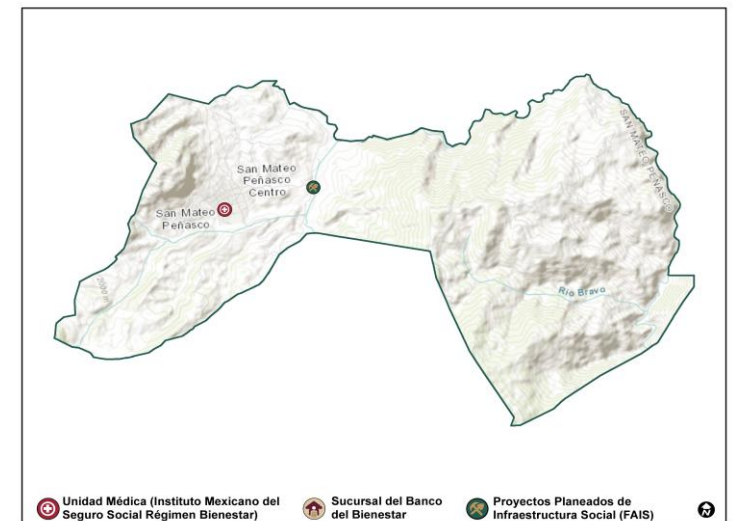 San Mateo
Peñasco
Centro
San Mateo
Peñasco
SAN MATEO PEÑASCO
Río Bravo
2000 m
Unidad Médica (Instituto Mexicano del
Seguro Social Régimen Bienestar)
Sucursal del Banco
del Bienestar
Proyectos Planeados de
Infraestructura Social (FAIS)
N